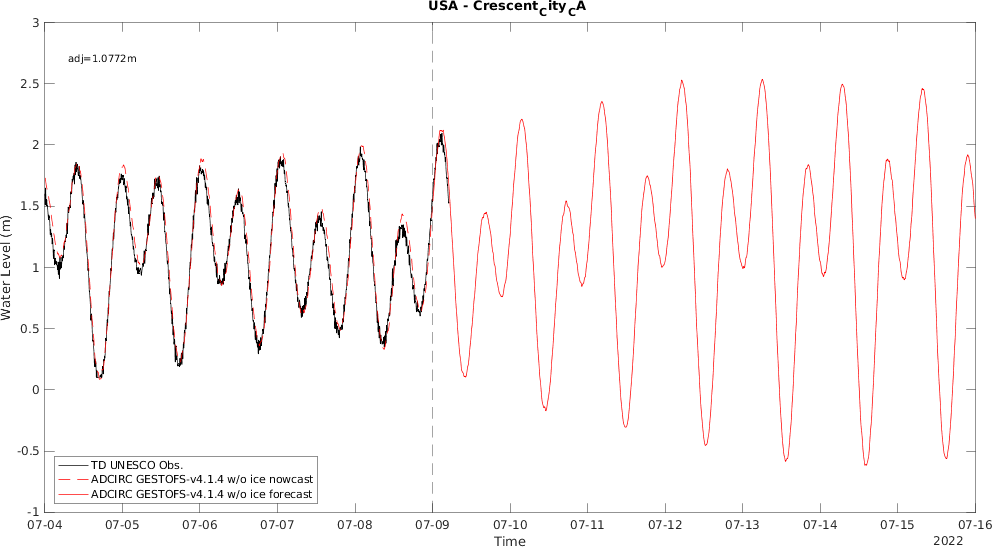 USA - Crescent_City_CA
adj=1.0772m
3
2.5
2
1.5
1
0.5
0
-0.5
-1
Water Level (m)
TD UNESCO Obs.
ADCIRC GESTOFS-v4.1.4 w/o ice nowcast
ADCIRC GESTOFS-v4.1.4 w/o ice forecast
07-04 07-05 07-06 07-07 07-08 07-09 07-10 07-11 07-12 07-13 07-14 07-15 07-16
Time
2022